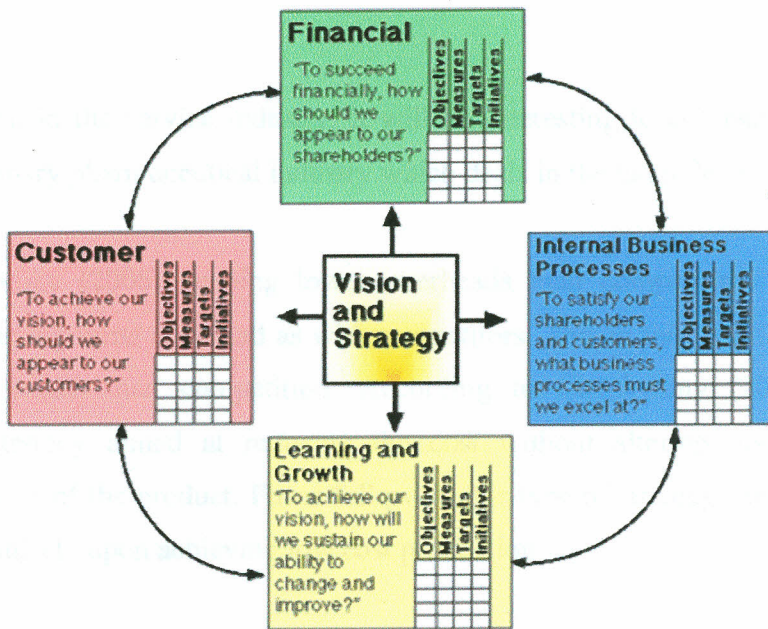 Financial
"To succeed
financially, how
should we
appear to our
shareholders?"
Objectives
Measures
Targets
Initiatives
Customer
"To achieve our
vision, how
should we
appear to our
customers?"
Objectives
Measures
Targets
Initiatives
Vision
and
Strategy
Internal Business
Processes
"To satisfy our
shareholders
and customers,
what business
processes must
we excel at?"
Objectives
Measures
Targets
Initiatives
Learning and
Growth
"To achieve our
vision, how will
we sustain our
ability to
change and
improve?"
Objectives
Measures
Targets
Initiatives